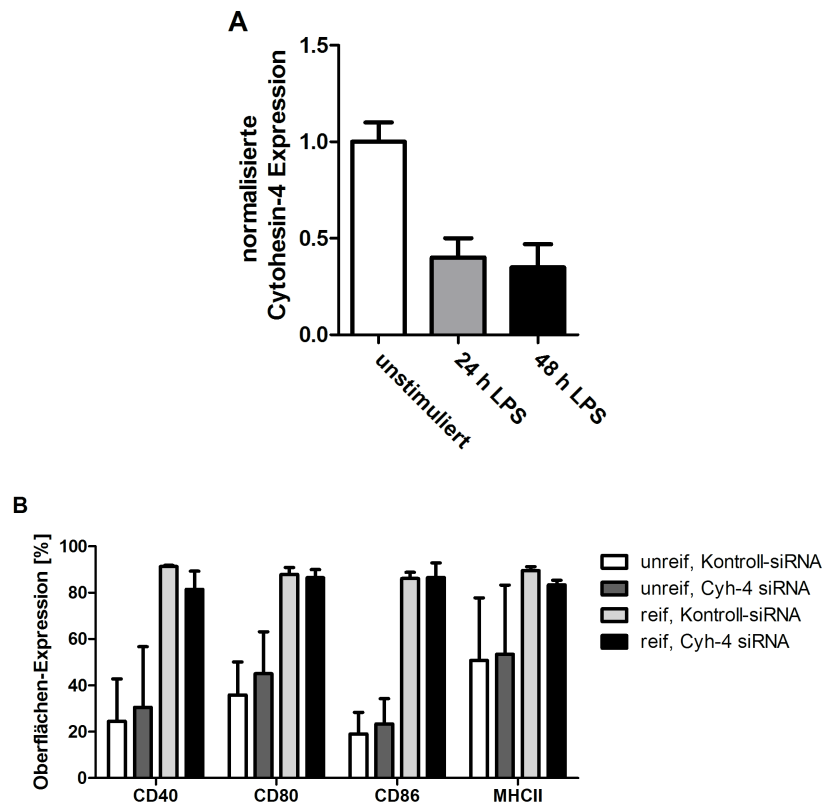 A
normalisierte
Cytohesin-4 Expression
1.5
1.0
0.5
0.0
unstimuliert
24 h LPS
48 h LPS
B
Oberflächen-Expression [%]
100
80
60
40
20
0
CD40
CD80
CD86
MHCII
unreif, Kontroll-siRNA
unreif, Cyh-4 siRNA
reif, Kontroll-siRNA
reif, Cyh-4 siRNA